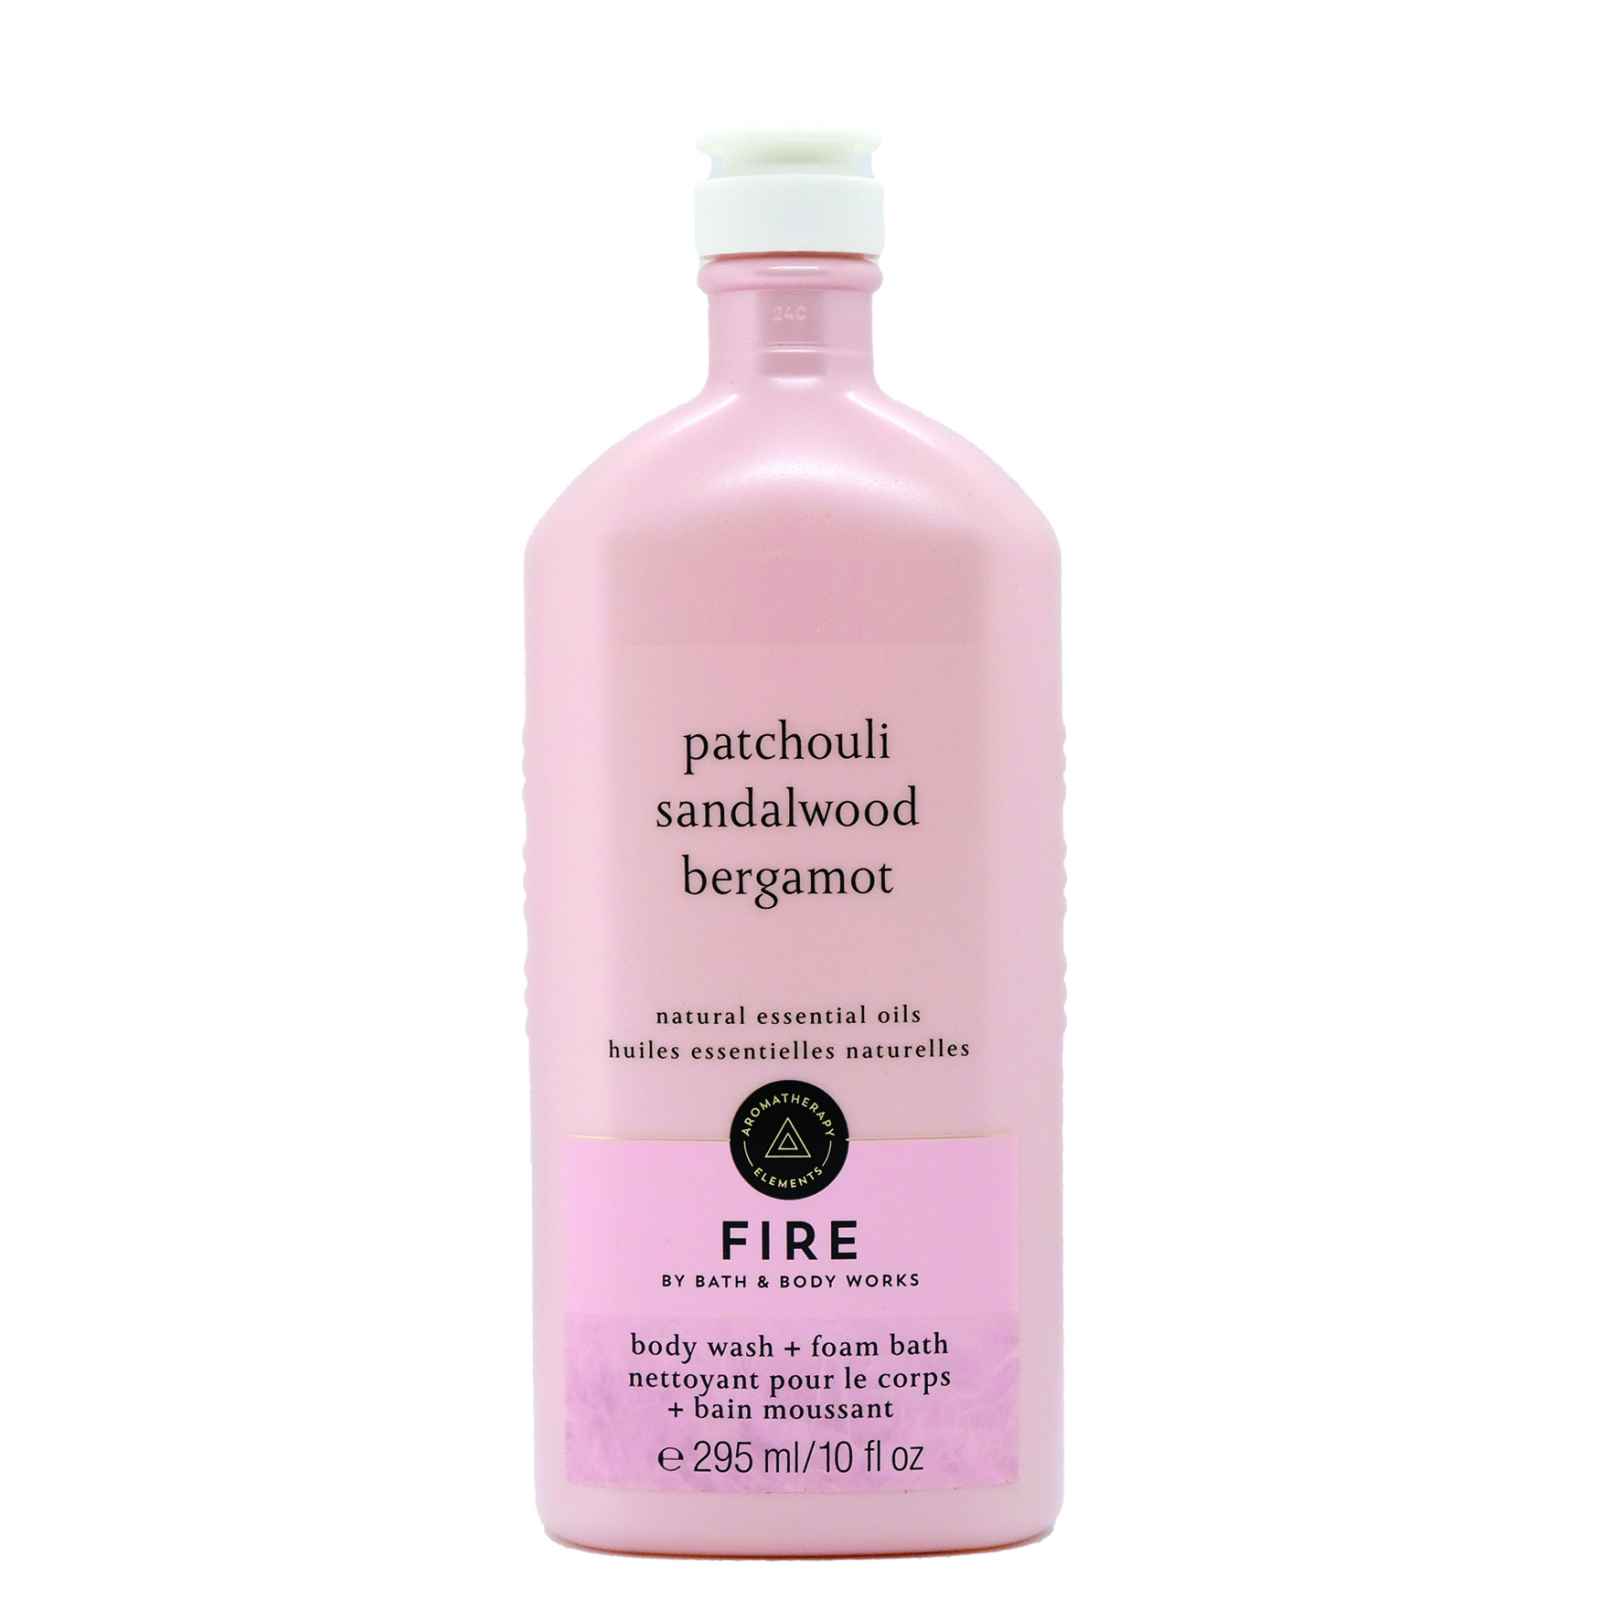 24C
patchouli
sandalwood
bergamot
natural essential oils
huiles essentielles naturelles
AROMATHERAPY
ELEMENTS
FIRE
BY BATH & BODY WORKS
body wash + foam bath
nettoyant pour le corps
+ bain moussant
℮ 295 ml/10 fl oz